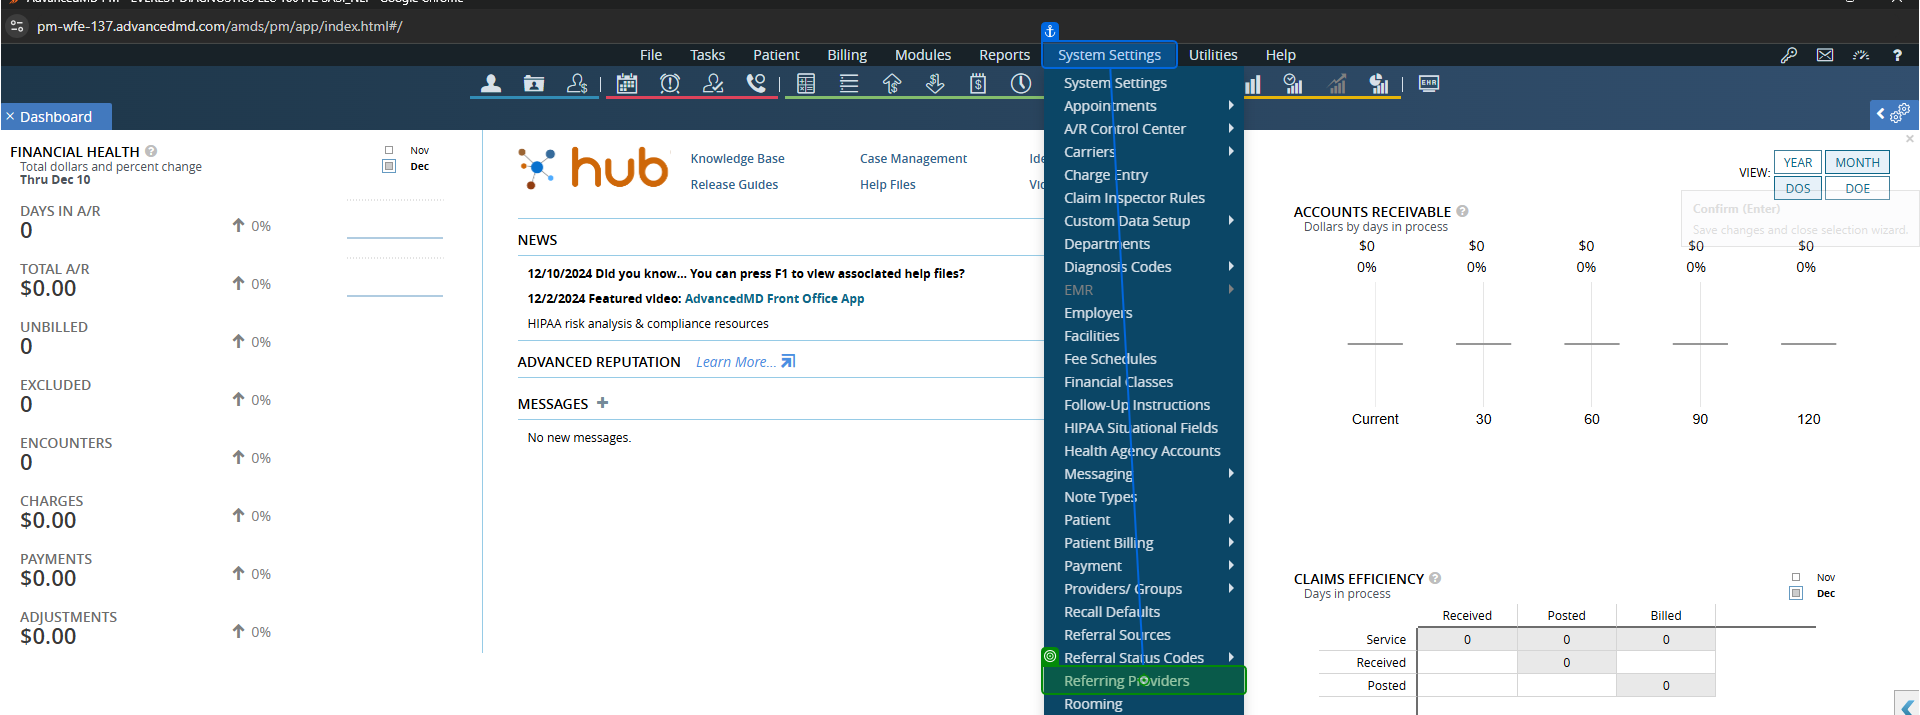 pm-wfe-137.advancedmd.com/amds/pm/app/index.html#/
File Tasks Patient Billing Modules Reports System Settings Utilities Help
EHR
× Dashboard
FINANCIAL HEALTH
Total dollars and percent change
Thru Dec 10
Nov
Dec
DAYS IN A/R
0
0%
TOTAL A/R
$0.00
0%
UNBILLED
0
0%
EXCLUDED
0
0%
ENCOUNTERS
0
0%
CHARGES
$0.00
0%
PAYMENTS
$0.00
0%
ADJUSTMENTS
$0.00
0%
hub
Knowledge Base
Case Management
Release Guides
Help Files
NEWS
12/10/2024 Did you know... You can press F1 to view associated help files?
12/2/2024 Featured video: AdvancedMD Front Office App
HIPAA risk analysis & compliance resources
ADVANCED REPUTATION Learn More...
MESSAGES +
No new messages.
System Settings
Appointments
A/R Control Center
Carriers
Charge Entry
Claim Inspector Rules
Custom Data Setup
Departments
Diagnosis Codes
EMR
Employers
Facilities
Fee Schedules
Financial Classes
Follow-Up Instructions
HIPAA Situational Fields
Health Agency Accounts
Messaging
Note Types
Patient
Patient Billing
Payment
Providers/ Groups
Recall Defaults
Referral Sources
Referral Status Codes
Referring Providers
Rooming
VIEW: YEAR MONTH
DOS DOE
Confirm (Enter)
Save changes and close selection wizard.
ACCOUNTS RECEIVABLE
Dollars by days in process
$0 $0 $0 $0 $0
0% 0% 0% 0% 0%
Current 30 60 90 120
CLAIMS EFFICIENCY
Days in process
Nov
Dec
Received Posted Billed
Service 0 0 0
Received 0
Posted 0